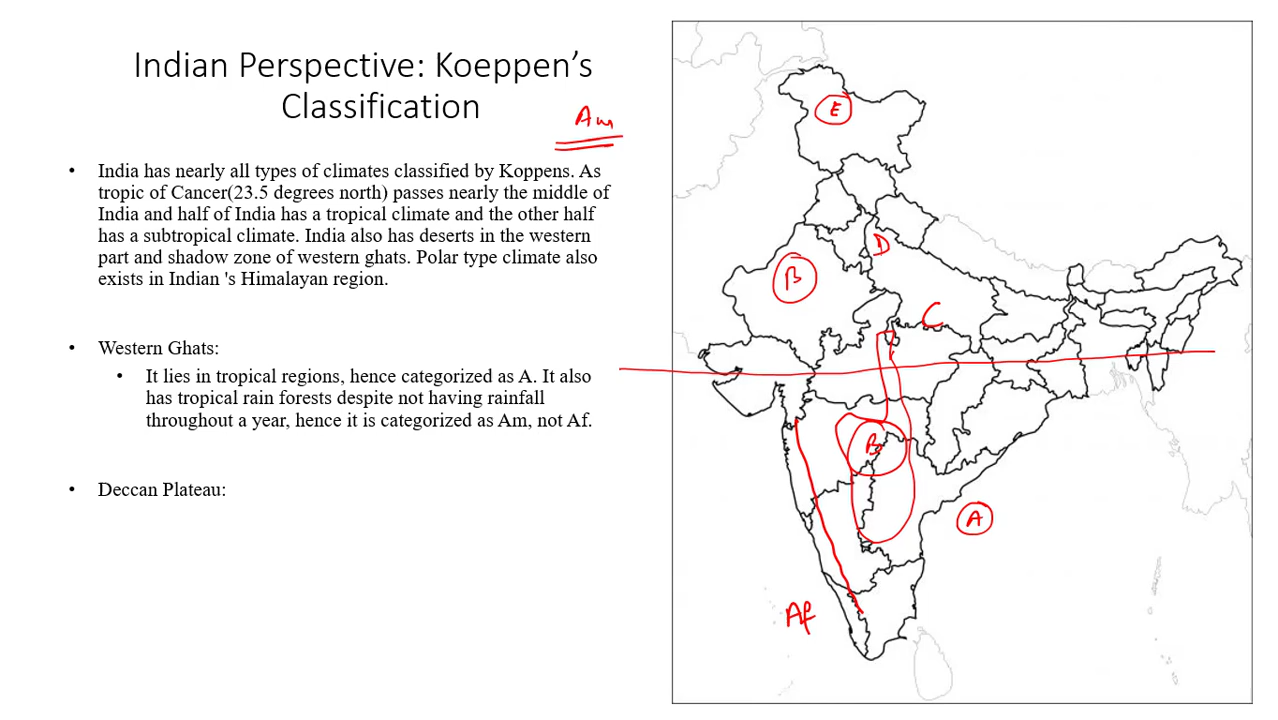 Indian Perspective: Koeppen’s
Classification
Am
• India has nearly all types of climates classified by Koppens. As
tropic of Cancer(23.5 degrees north) passes nearly the middle of
India and half of India has a tropical climate and the other half
has a subtropical climate. India also has deserts in the western
part and shadow zone of western ghats. Polar type climate also
exists in Indian 's Himalayan region.
• Western Ghats:
• It lies in tropical regions, hence categorized as A. It also
has tropical rain forests despite not having rainfall
throughout a year, hence it is categorized as Am, not Af.
• Deccan Plateau:
E
D
B
C
B
A
Af